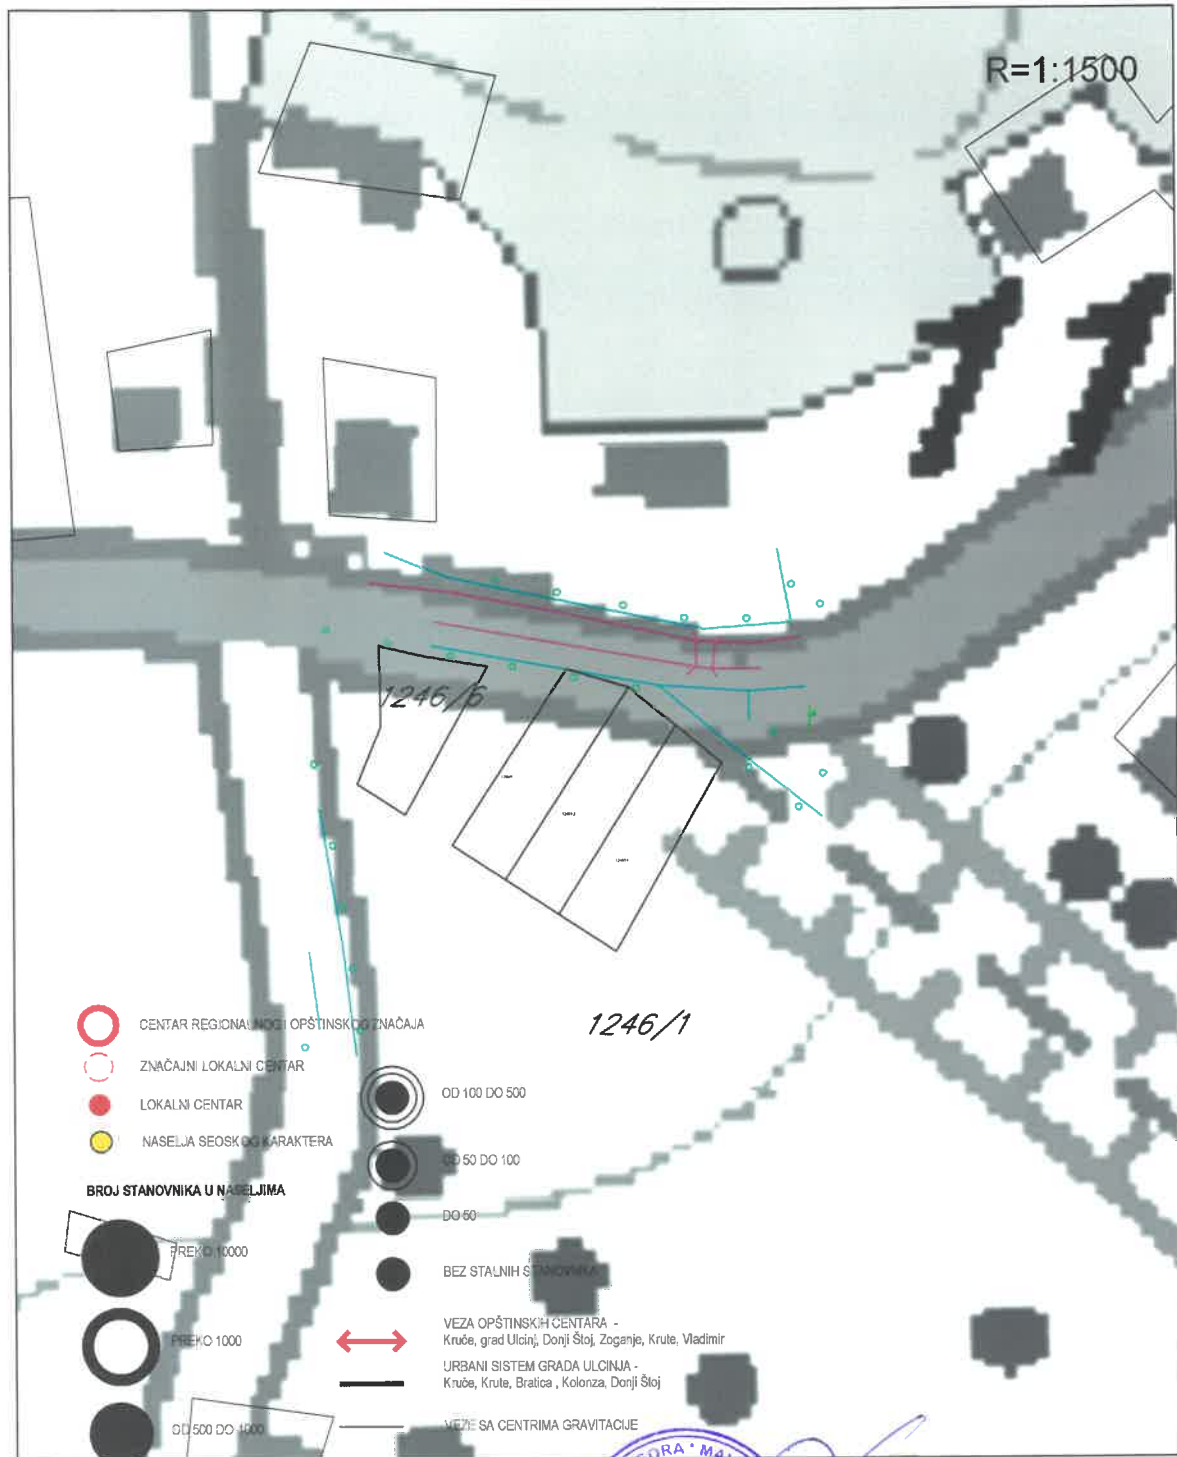 R=1:1500
1246/6
1246/1
CENTAR REGIONALNOG I OPŠTINSKOG ZNAČAJA
ZNAČAJNI LOKALNI CENTAR
LOKALNI CENTAR
NASELJA SEOSKOG KARAKTERA
BROJ STANOVNIKA U NASELJIMA
PREKO 10000
PREKO 1000
OD 500 DO 1000
OD 100 DO 500
OD 50 DO 100
DO 50
BEZ STALNIH STANOVNIKA
VEZA OPŠTINSKIH CENTARA -
Kruče, grad Ulcinj, Donji Štoj, Zoganje, Krute, Vladimir
URBANI SISTEM GRADA ULCINJA -
Kruče, Krute, Bratica , Kolonza, Donji Štoj
VEZE SA CENTRIMA GRAVITACIJE